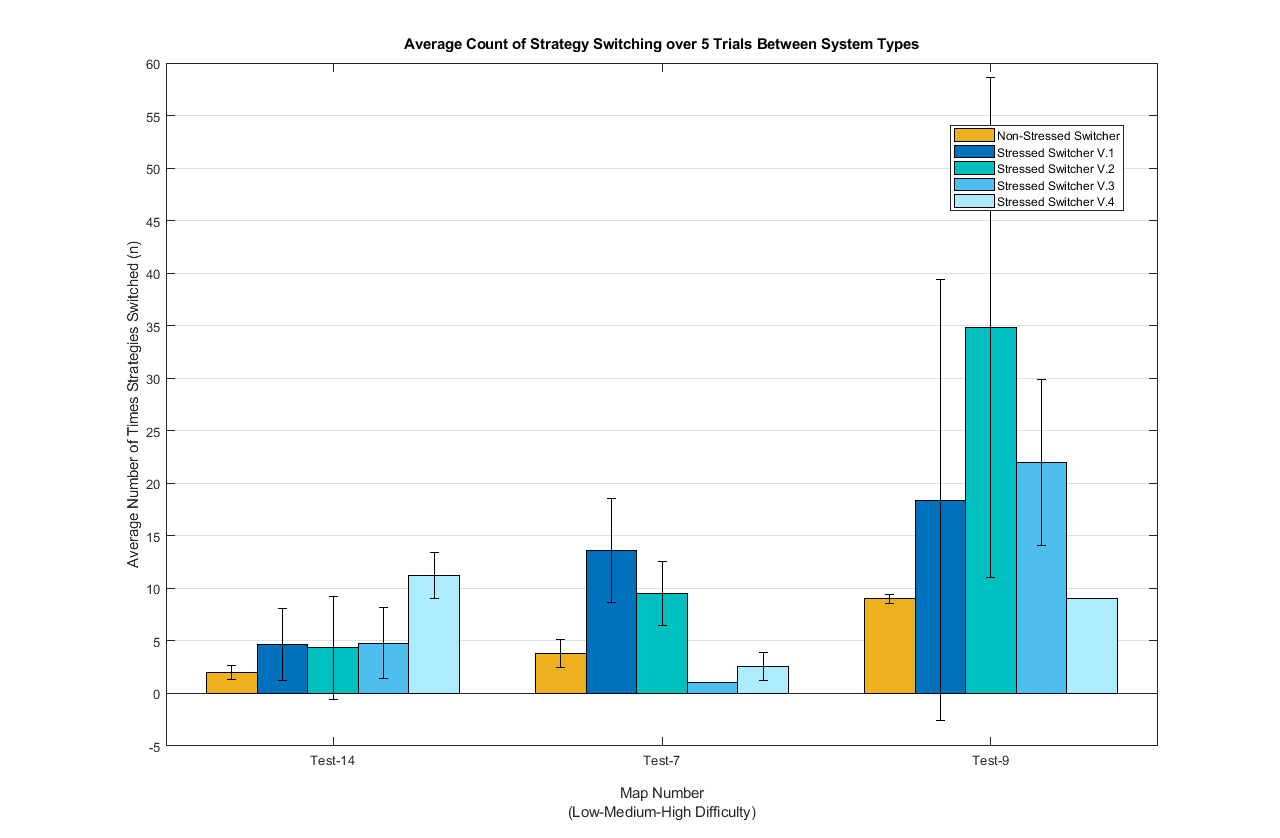 Average Count of Strategy Switching over 5 Trials Between System Types
Average Number of Times Strategies Switched (n)
60
55
50
45
40
35
30
25
20
15
10
5
0
-5
Non-Stressed Switcher
Stressed Switcher V.1
Stressed Switcher V.2
Stressed Switcher V.3
Stressed Switcher V.4
Test-14
Test-7
Test-9
Map Number
(Low-Medium-High Difficulty)